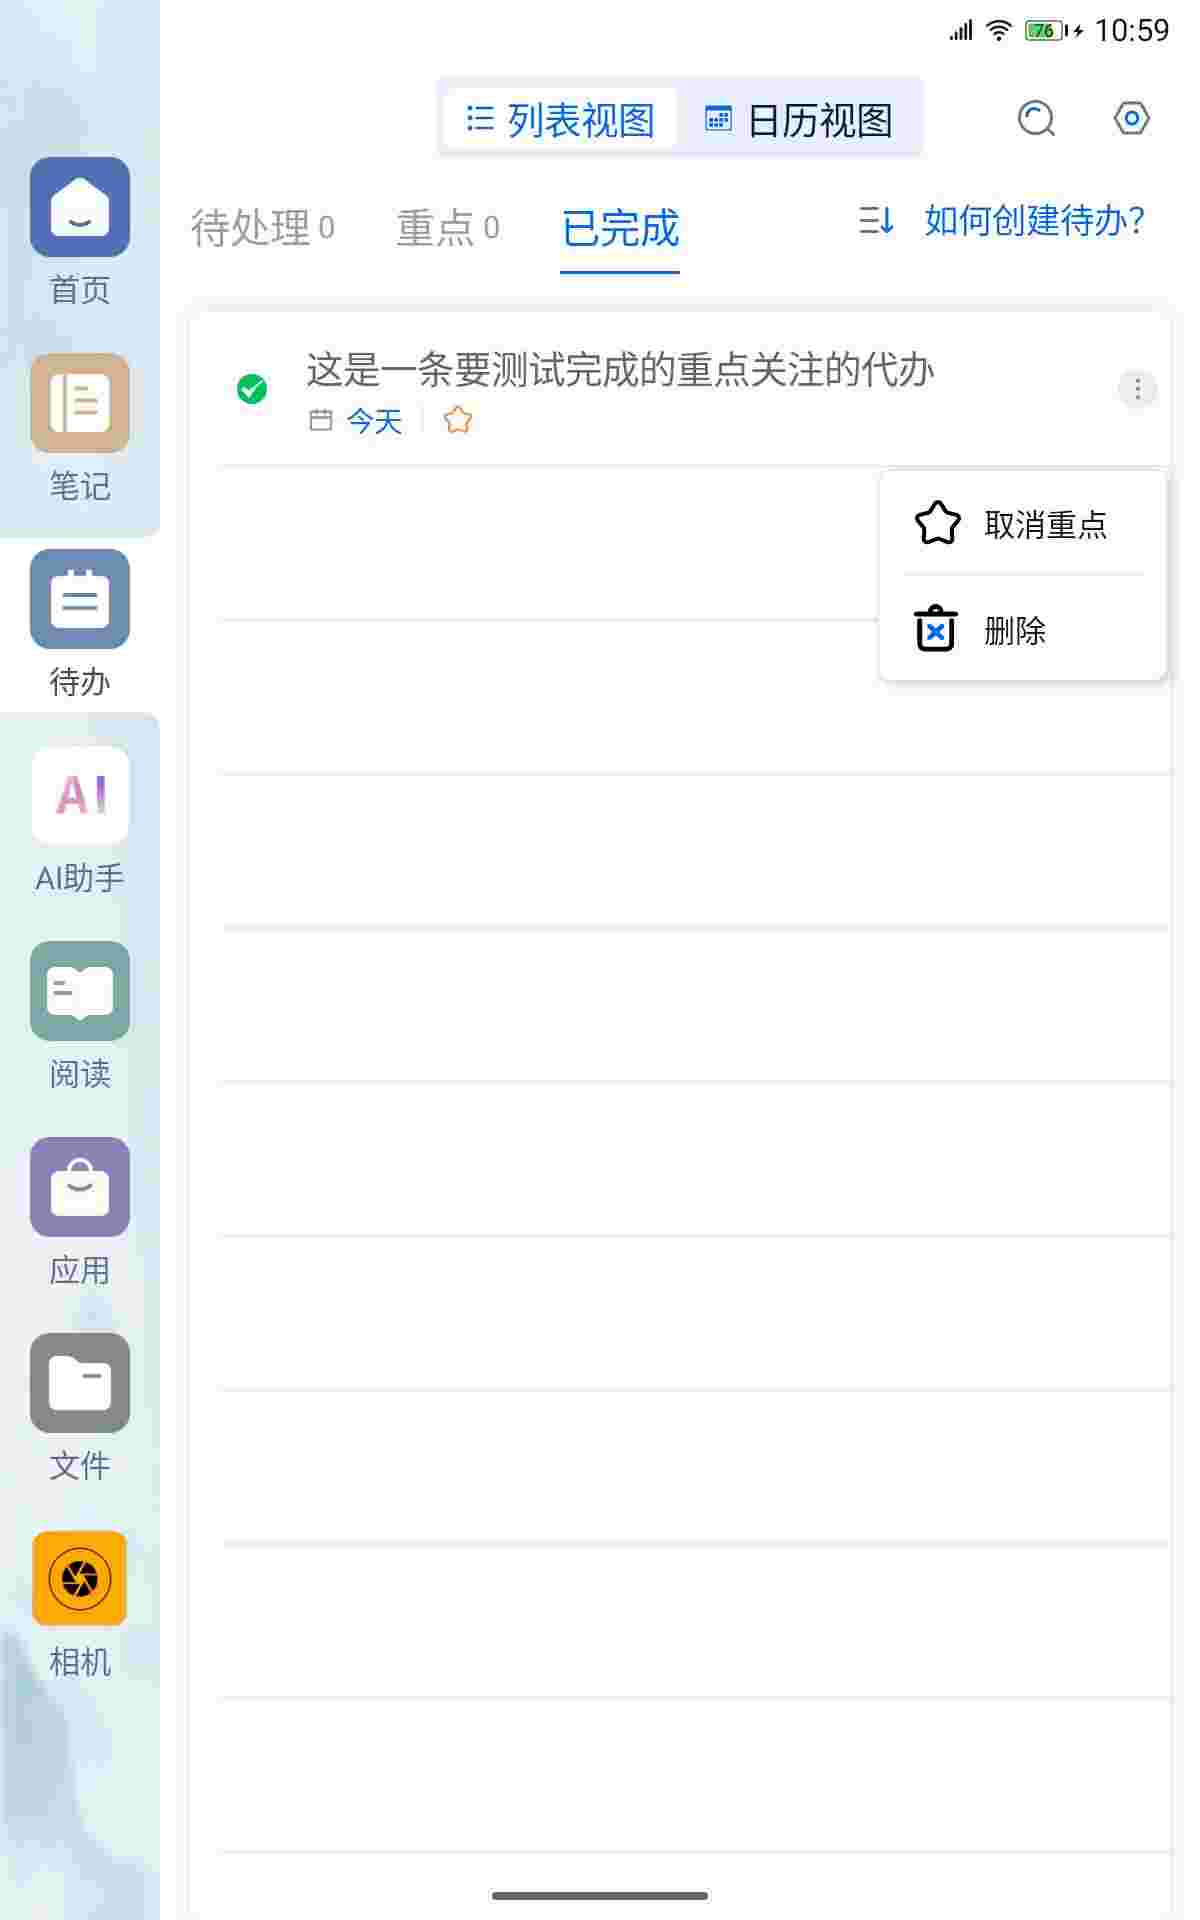 76 10:59
列表视图 日历视图
待处理 0 重点 0 已完成 如何创建待办?
这是一条要测试完成的重点关注的代办
今天
取消重点
删除
首页
笔记
待办
AI
AI助手
阅读
应用
文件
相机